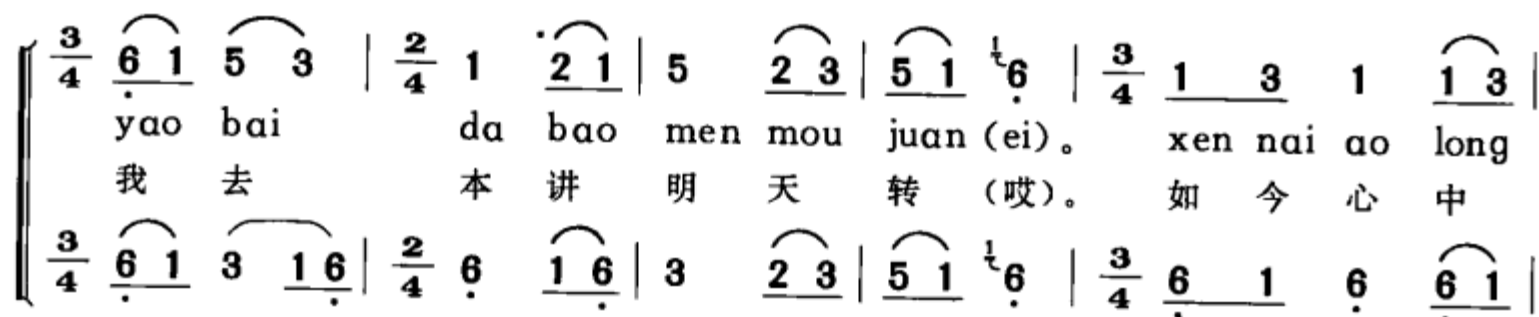 3/4 6 1 5 3 | 2/4 1 2 1 | 5 2 3 | 5 1 1 6 | 3/4 1 3 1 1 3 |
yao bai da bao men mou juan (ei)。 xen nai ao long
我 去 本 讲 明 天 转 (哎)。 如 今 心 中
3/4 6 1 3 1 6 | 2/4 6 1 6 | 3 2 3 | 5 1 1 6 | 3/4 6 1 6 6 1 |